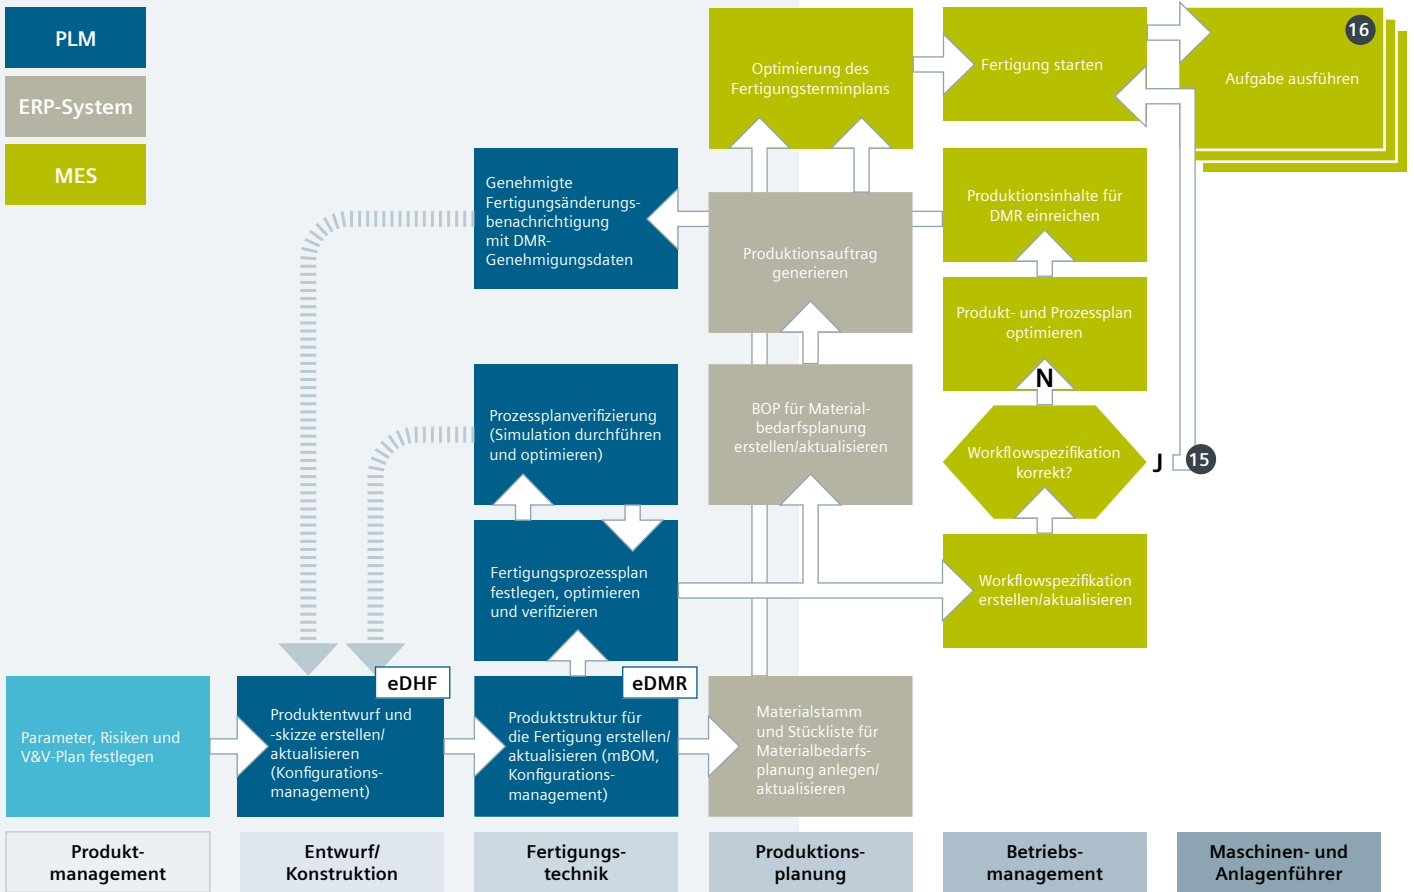 PLM
ERP-System
MES
Optimierung des
Fertigungsterminplans
Fertigung starten
16
Aufgabe ausführen
Genehmigte
Fertigungsänderungs-
benachrichtigung
mit DMR-
Genehmigungsdaten
Produktionsauftrag
generieren
Produktionsinhalte für
DMR einreichen
Produkt- und Prozessplan
optimieren
N
Prozessplanverifizierung
(Simulation durchführen
und optimieren)
BOP für Material-
bedarfsplanung
erstellen/aktualisieren
Workflowspezifikation
korrekt?
J
15
Fertigungsprozessplan
festlegen, optimieren
und verifizieren
Workflowspezifikation
erstellen/aktualisieren
Parameter, Risiken und
V&V-Plan festlegen
eDHF
Produktentwurf und
-skizze erstellen/
aktualisieren
(Konfigurations-
management)
eDMR
Produktstruktur für
die Fertigung erstellen/
aktualisieren (mBOM,
Konfigurations-
management)
Materialstamm
und Stückliste für
Materialbedarfs-
planung anlegen/
aktualisieren
Produkt-
management
Entwurf/
Konstruktion
Fertigungs-
technik
Produktions-
planung
Betriebs-
management
Maschinen- und
Anlagenführer